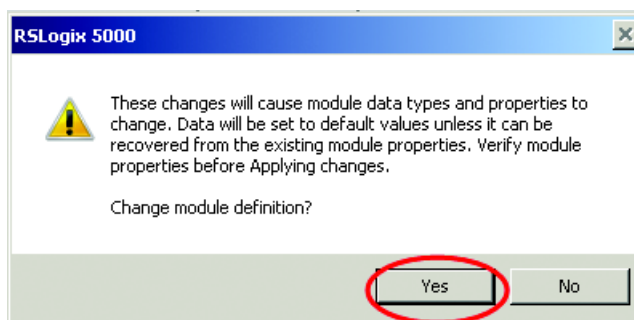 RSLogix 5000
These changes will cause module data types and properties to
change. Data will be set to default values unless it can be
recovered from the existing module properties. Verify module
properties before Applying changes.
Change module definition?
Yes
No